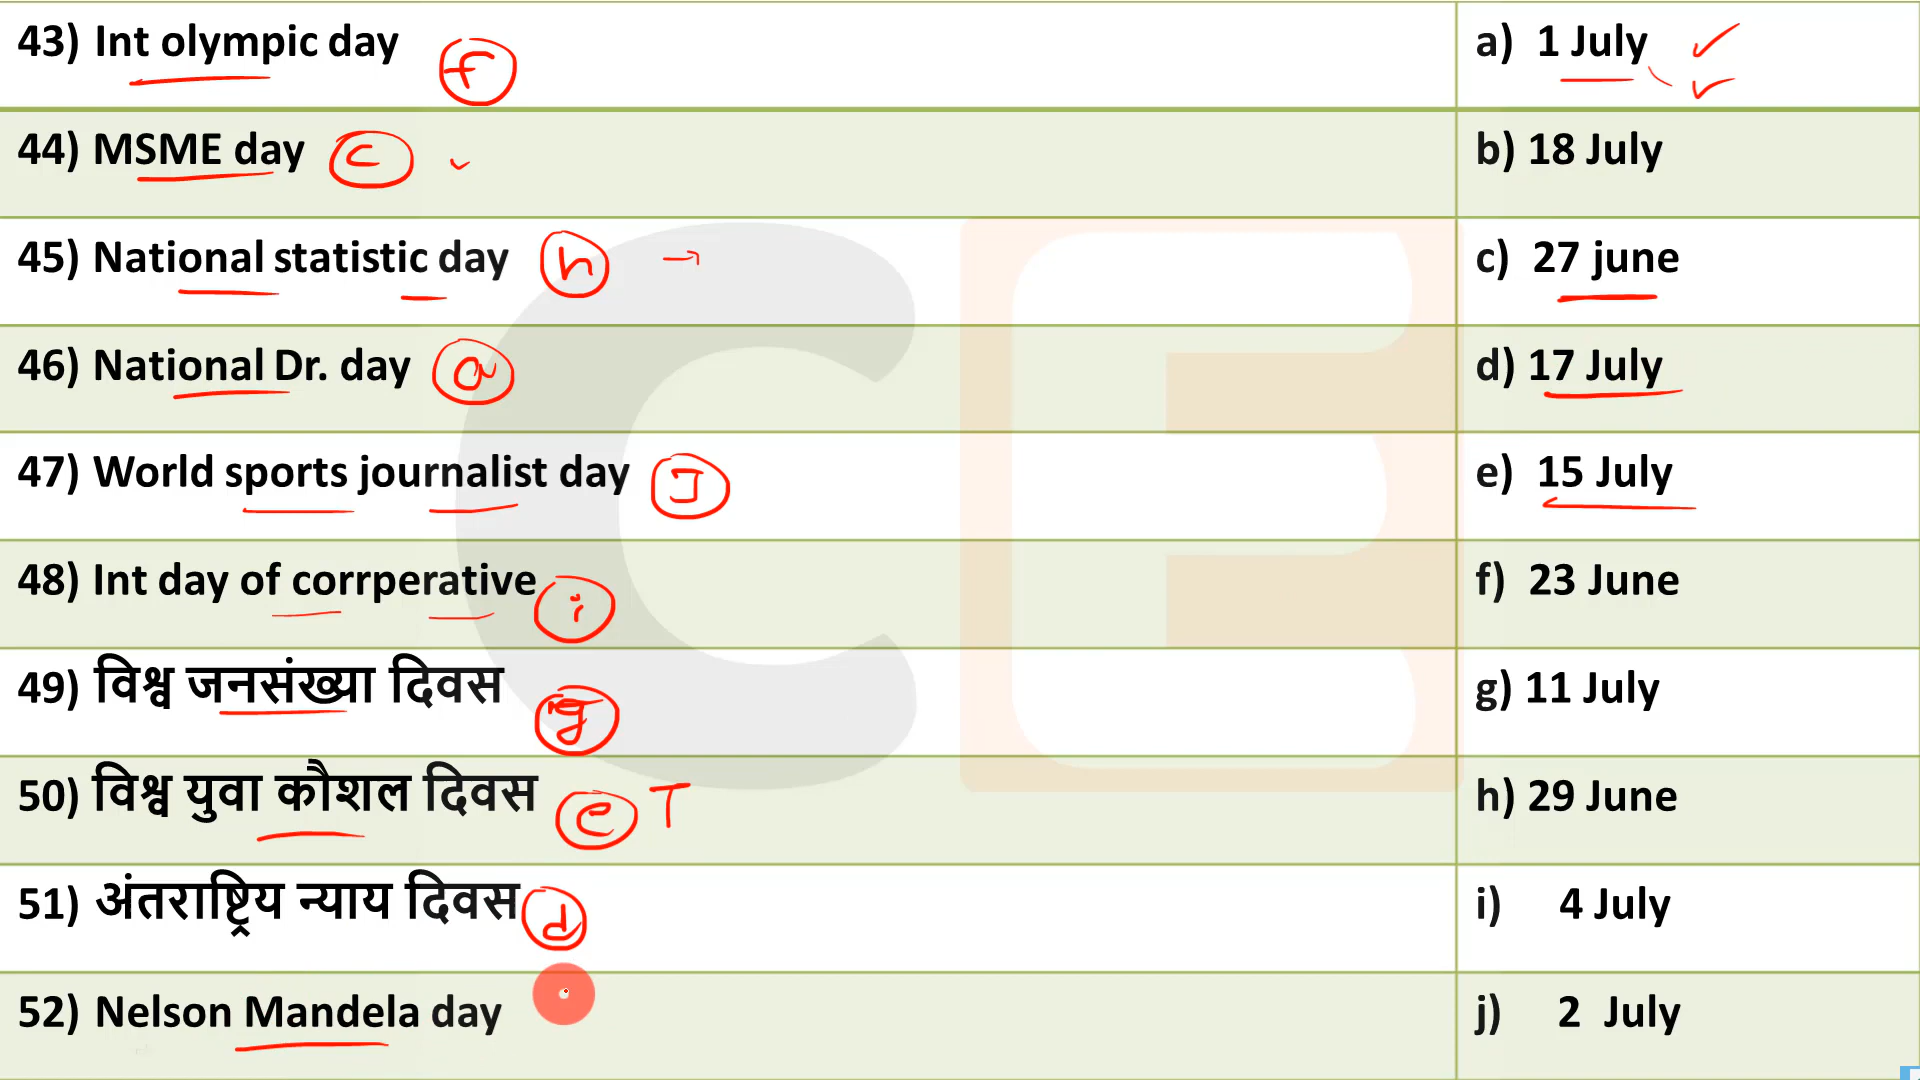 43) Int olympic day f a) 1 July
44) MSME day c b) 18 July
45) National statistic day h c) 27 june
46) National Dr. day a d) 17 July
47) World sports journalist day J e) 15 July
48) Int day of corrperative i f) 23 June
49) विश्व जनसंख्या दिवस g g) 11 July
50) विश्व युवा कौशल दिवस e T h) 29 June
51) अंतराष्ट्रिय न्याय दिवस d i) 4 July
52) Nelson Mandela day j) 2 July
CE